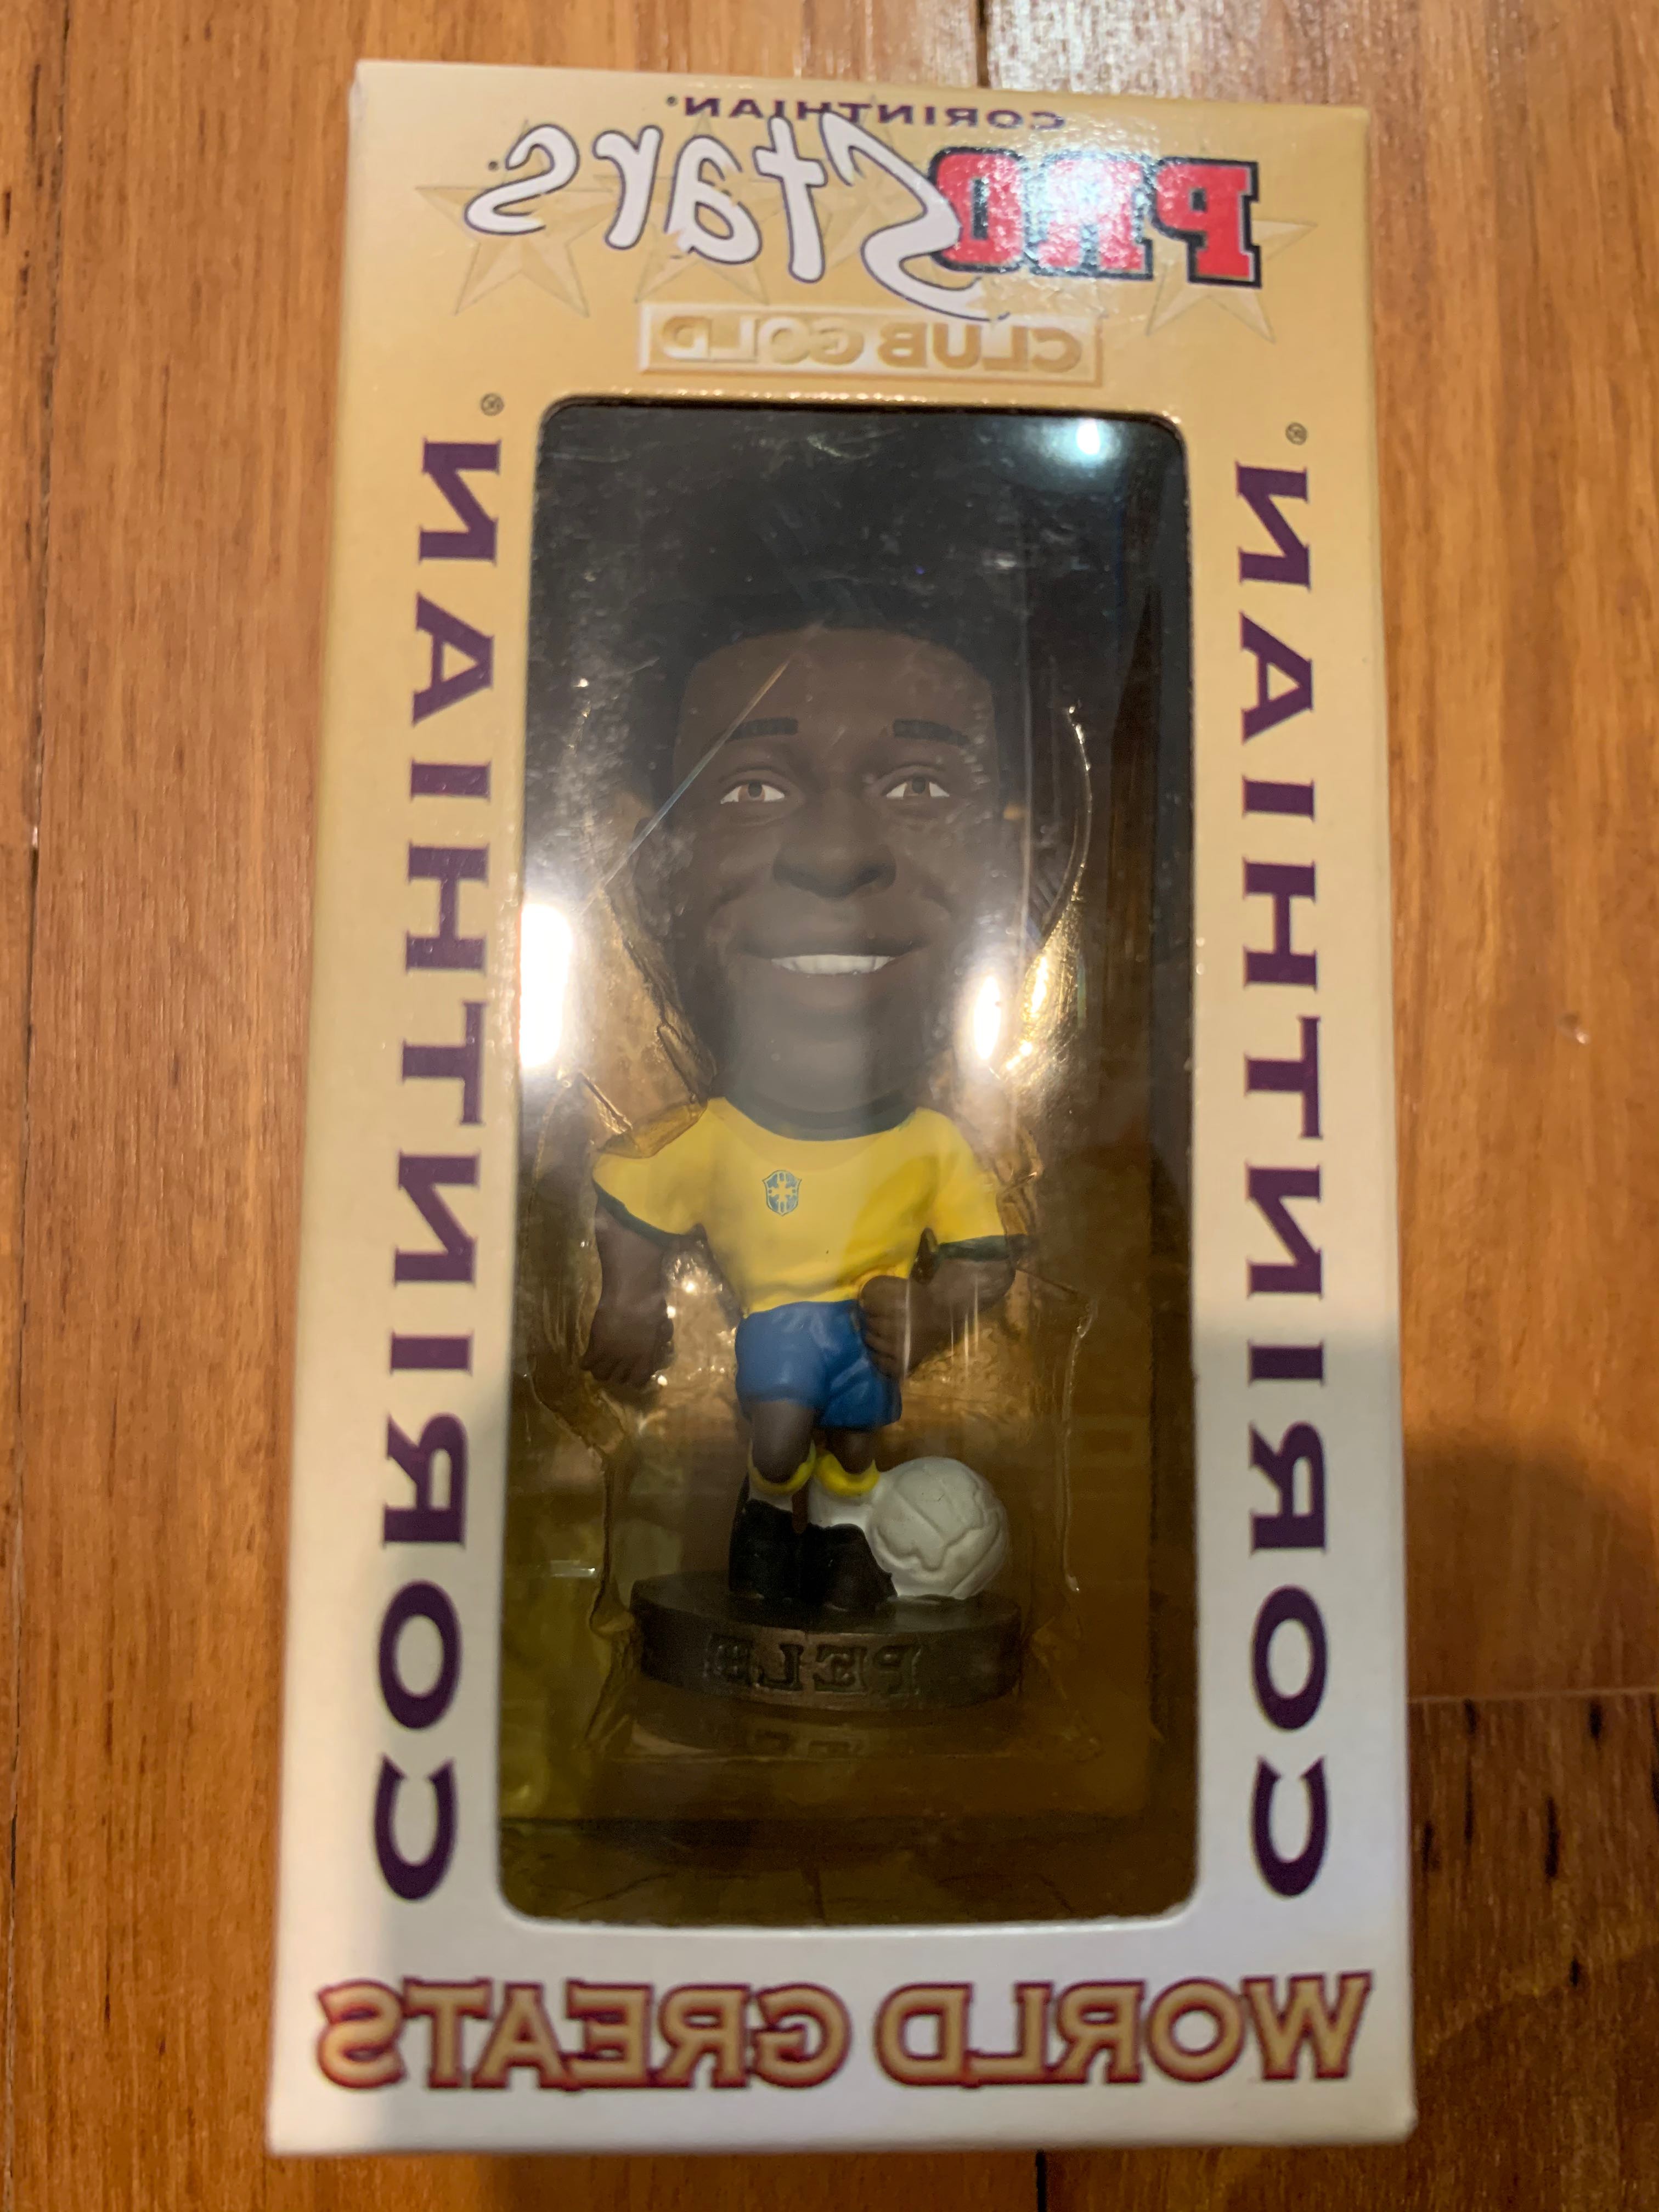 CORINTHIAN®
PRO Stars
CLUB GOLD
CORINTHIAN®
CORINTHIAN®
PELE
WORLD GREATS